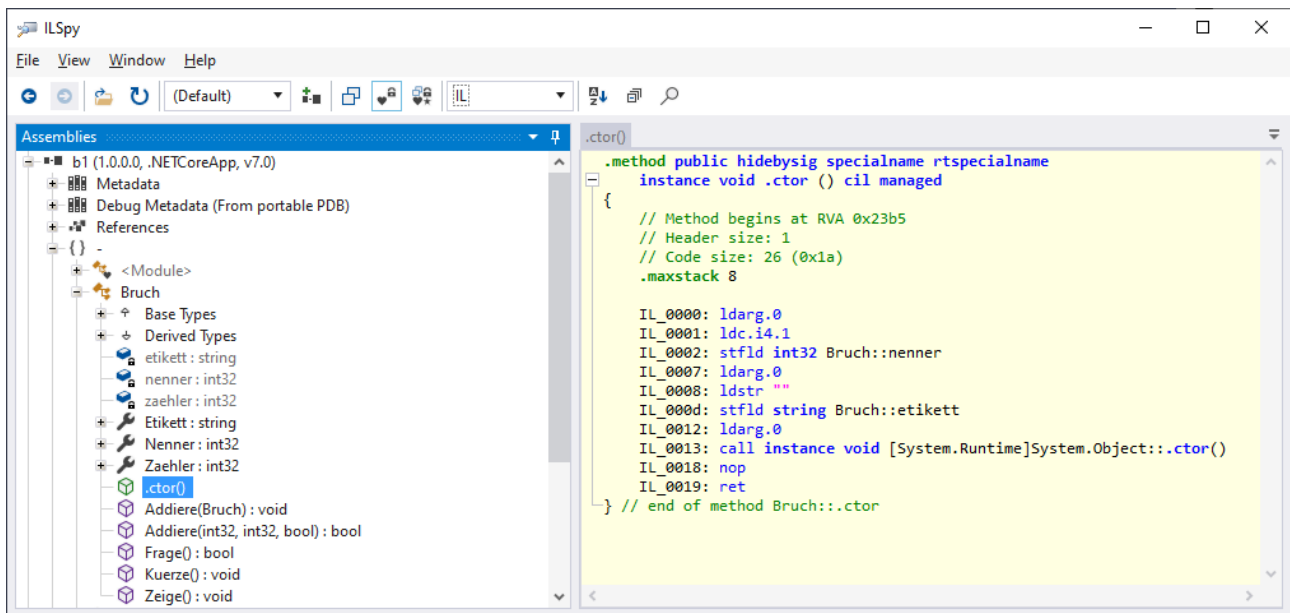 ILSpy
File View Window Help
(Default) IL
Assemblies
b1 (1.0.0.0, .NETCoreApp, v7.0)
Metadata
Debug Metadata (From portable PDB)
References
{ } -
<Module>
Bruch
Base Types
Derived Types
etikett : string
nenner : int32
zaehler : int32
Etikett : string
Nenner : int32
Zaehler : int32
.ctor()
Addiere(Bruch) : void
Addiere(int32, int32, bool) : bool
Frage() : bool
Kuerze() : void
Zeige() : void
.ctor()
.method public hidebysig specialname rtspecialname
instance void .ctor () cil managed
{
// Method begins at RVA 0x23b5
// Header size: 1
// Code size: 26 (0x1a)
.maxstack 8
IL_0000: ldarg.0
IL_0001: ldc.i4.1
IL_0002: stfld int32 Bruch::nenner
IL_0007: ldarg.0
IL_0008: ldstr ""
IL_000d: stfld string Bruch::etikett
IL_0012: ldarg.0
IL_0013: call instance void [System.Runtime]System.Object::.ctor()
IL_0018: nop
IL_0019: ret
} // end of method Bruch::.ctor